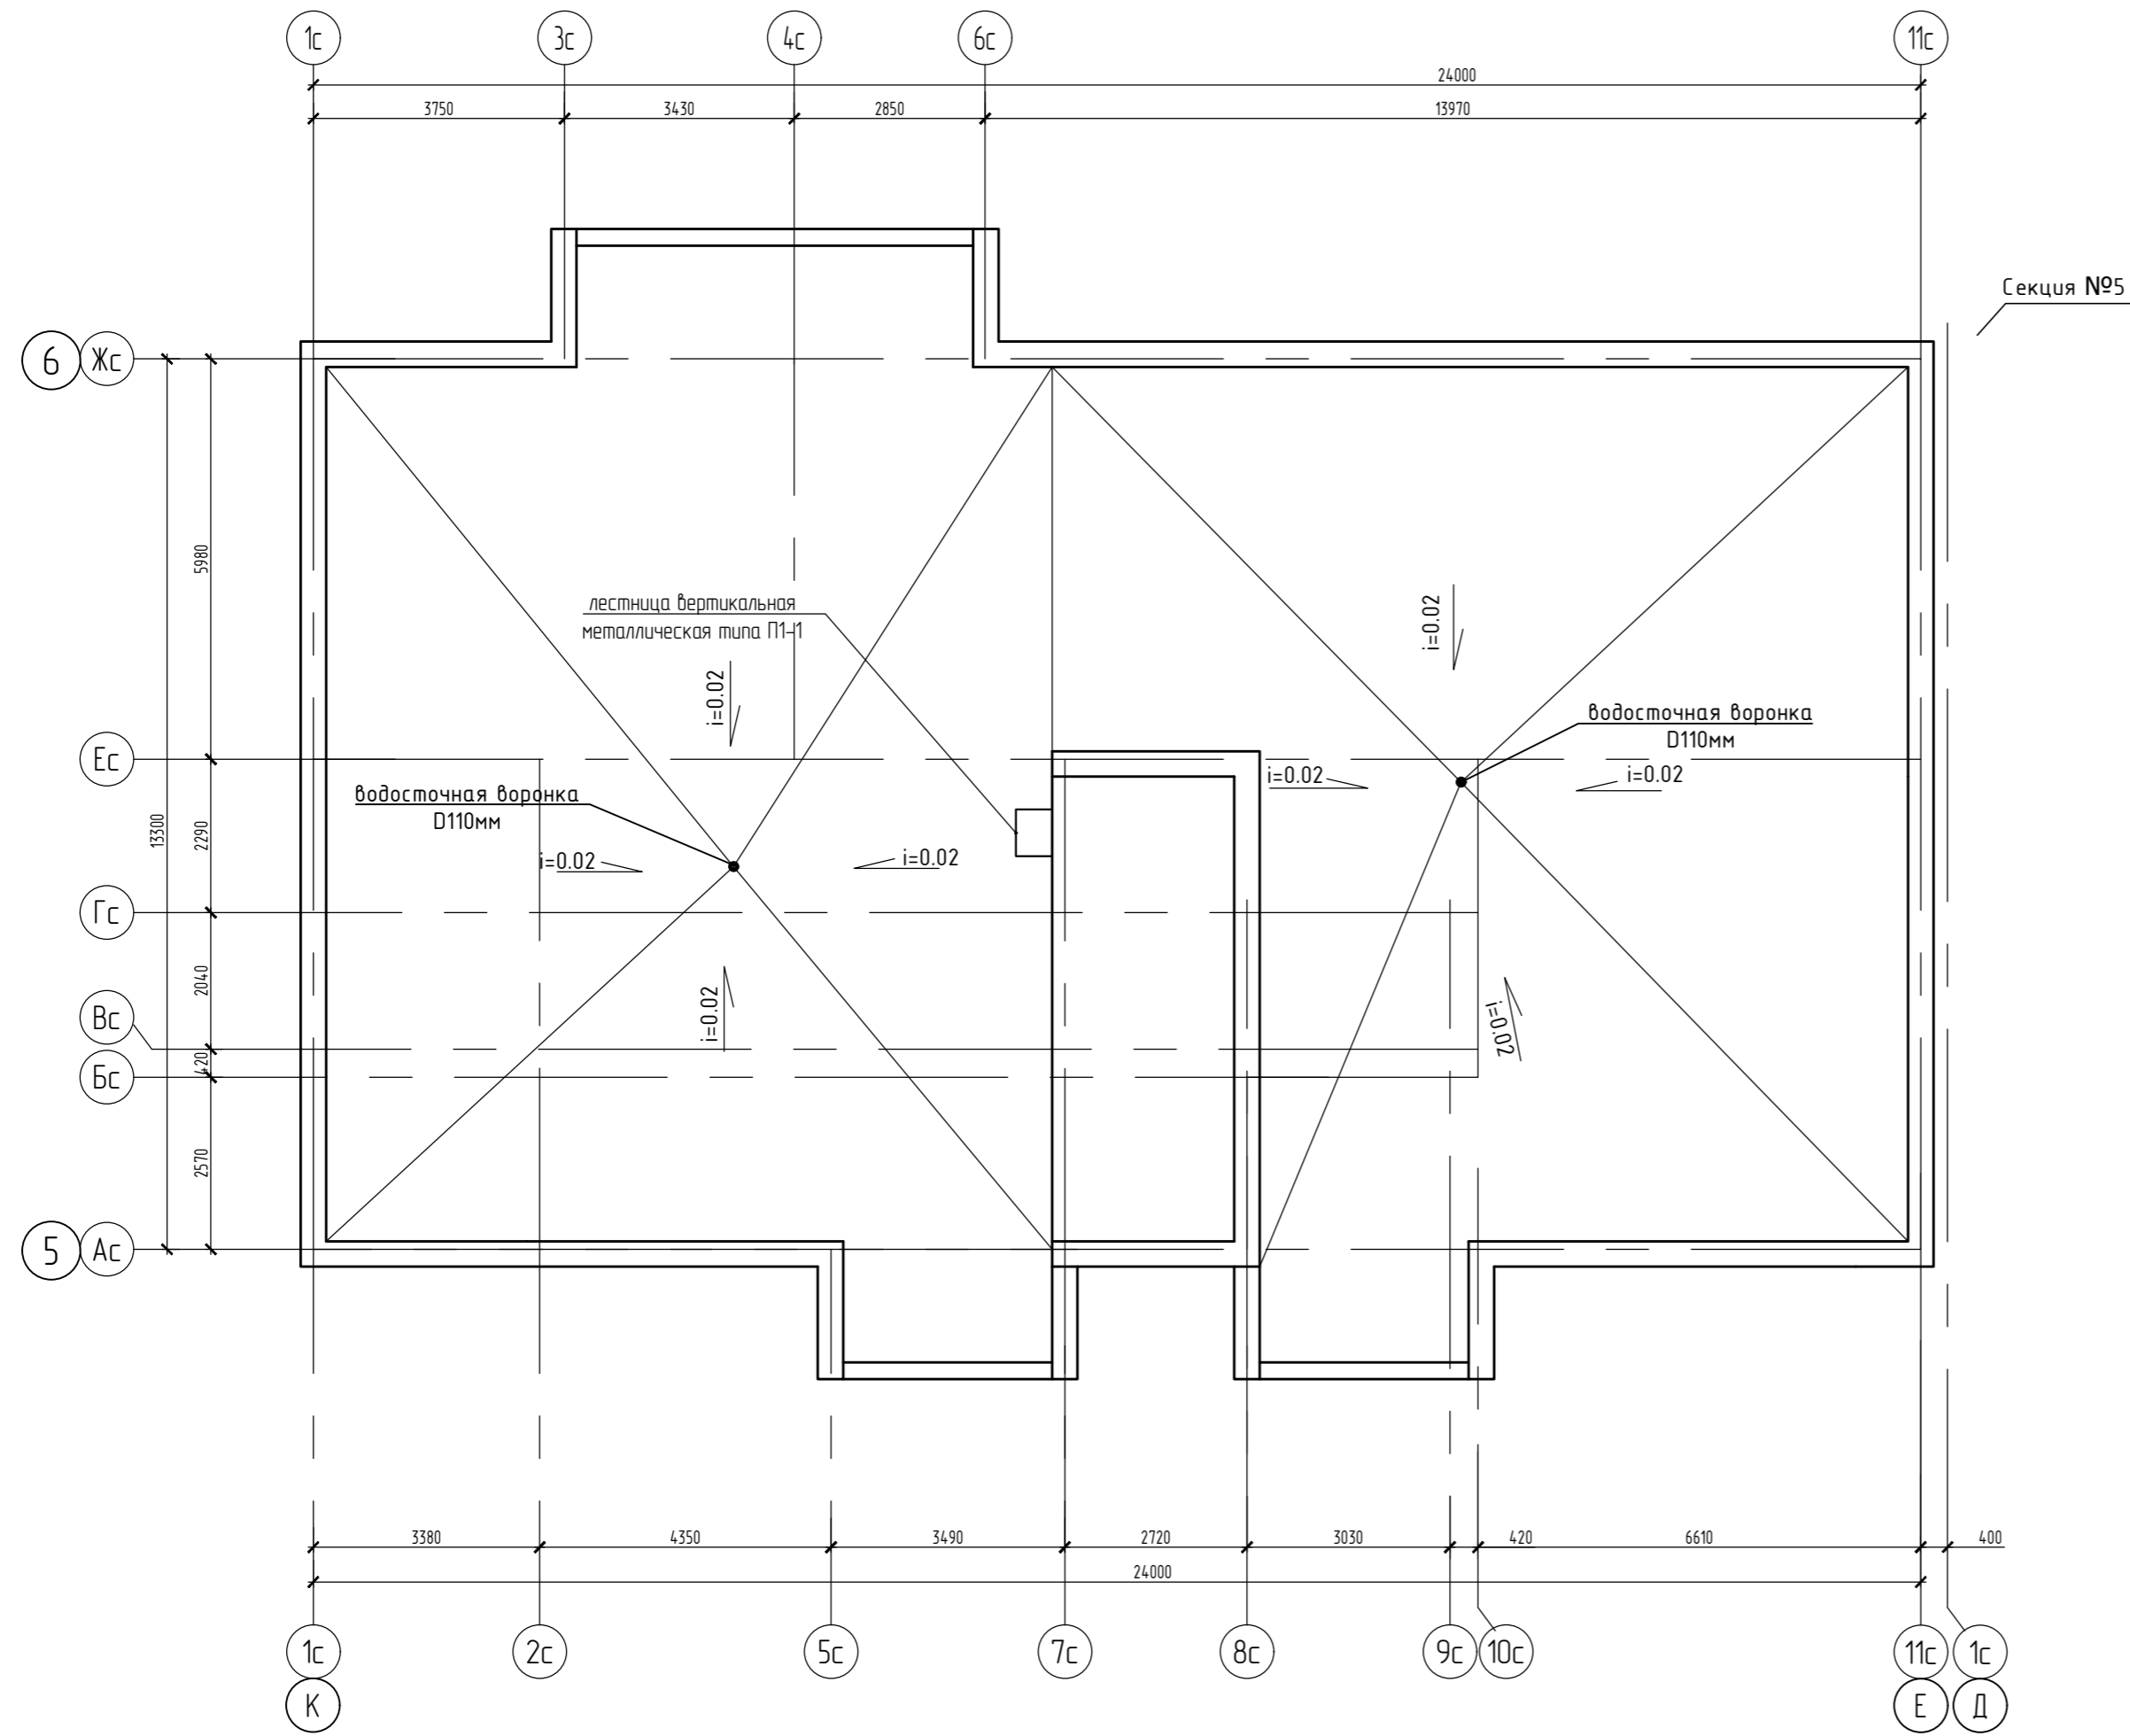 1с
3с
4с
6с
11с
24000
3750
3430
2850
13970
Секция №5
6
Жс
5980
лестница вертикальная
металлическая типа П1-1
i=0.02
i=0.02
водосточная воронка
D110мм
Ес
i=0.02
i=0.02
водосточная воронка
D110мм
13300
2290
i=0.02
i=0.02
Гс
2040
i=0.02
i=0.02
Вс
420
Бс
2570
5
Ас
3380
4350
3490
2720
3030
420
6610
400
24000
1с
2с
5с
7с
8с
9с
10с
11с
1с
К
Е
Д